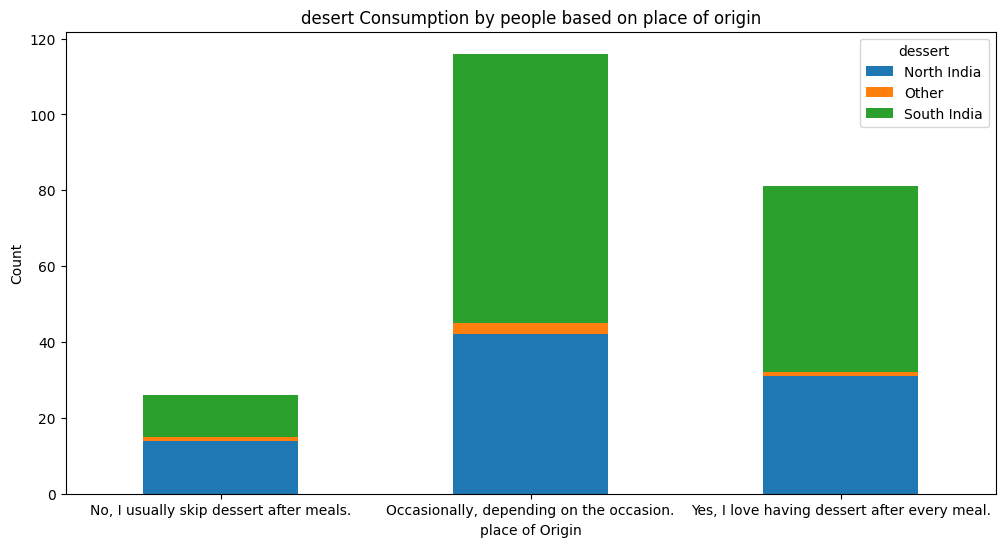 desert Consumption by people based on place of origin
120
100
80
60
40
20
0
Count
dessert
North India
Other
South India
No, I usually skip dessert after meals.
Occasionally, depending on the occasion.
Yes, I love having dessert after every meal.
place of Origin